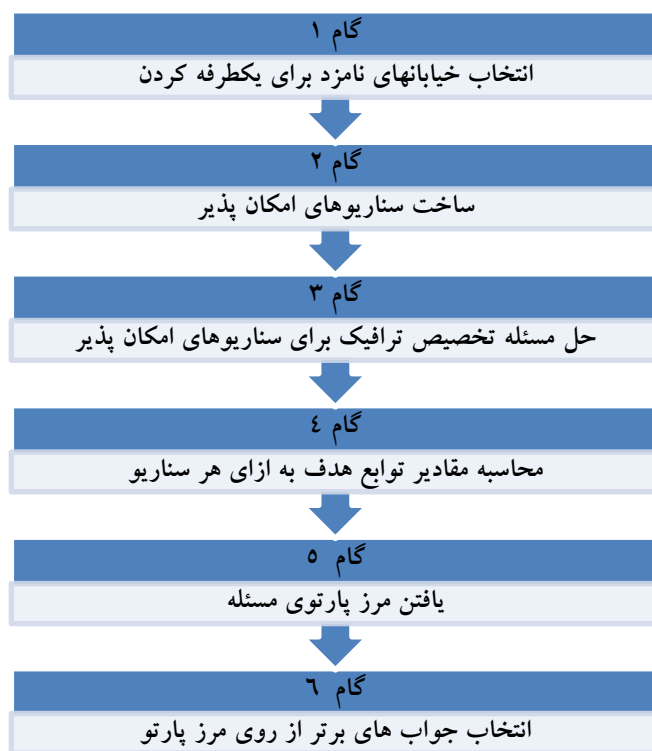 گام ۱
انتخاب خیابانهای نامزد برای یکطرفه کردن
گام ۲
ساخت سناریوهای امکان پذیر
گام ۳
حل مسئله تخصیص ترافیک برای سناریوهای امکان پذیر
گام ٤
محاسبه مقادیر توابع هدف به ازای هر سناریو
گام ٥
یافتن مرز پارتوی مسئله
گام ٦
انتخاب جواب های برتر از روی مرز پارتو